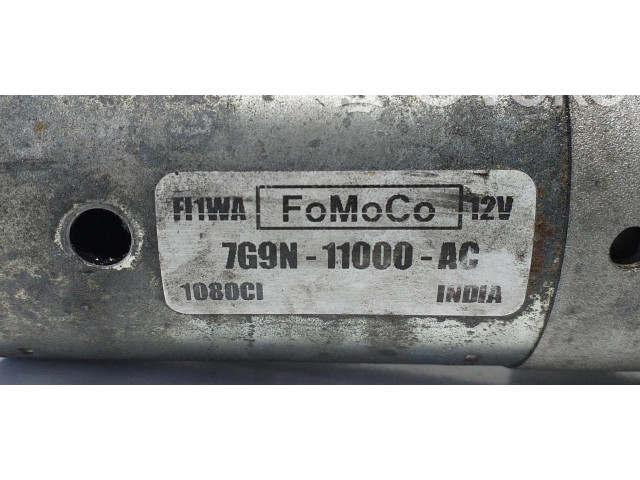 FI1WA FoMoCo 12V
7G9N - 11000 - AC
1080CI INDIA